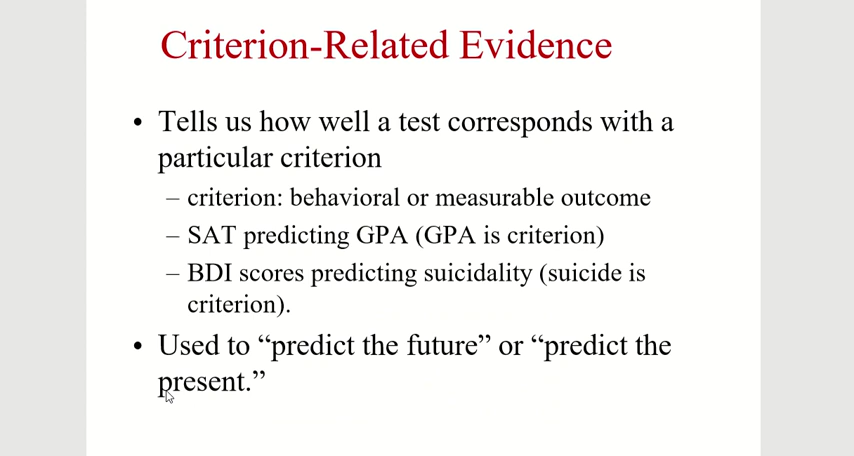 Criterion-Related Evidence
• Tells us how well a test corresponds with a
particular criterion
– criterion: behavioral or measurable outcome
– SAT predicting GPA (GPA is criterion)
– BDI scores predicting suicidality (suicide is
criterion).
• Used to “predict the future” or “predict the
present.”